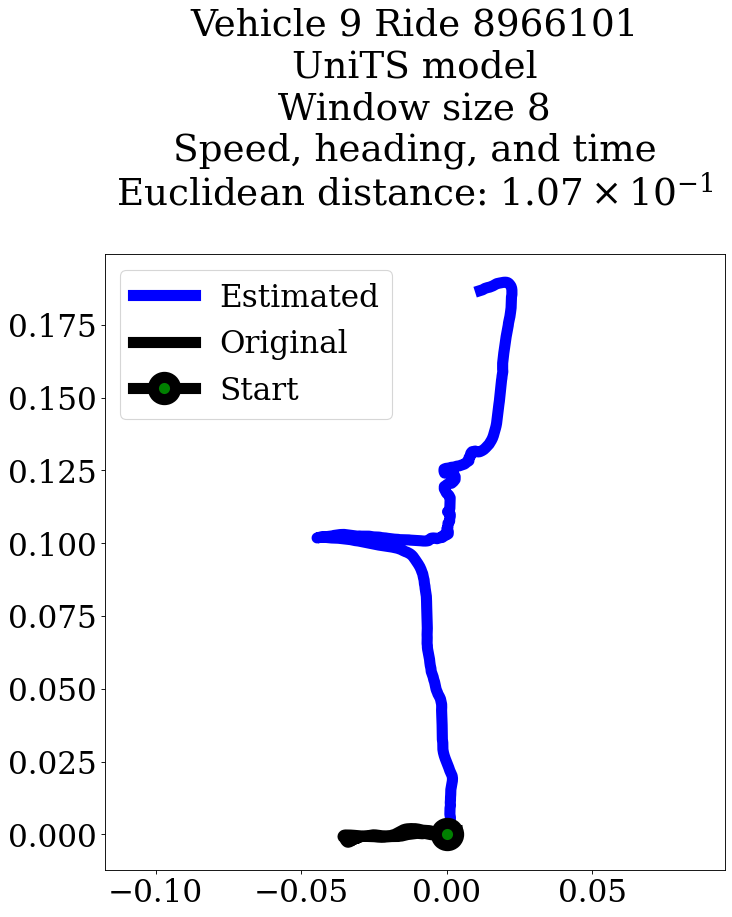 Vehicle 9 Ride 8966101
UniTS model
Window size 8
Speed, heading, and time
Euclidean distance: 1.07 × 10⁻¹
Estimated
Original
Start
0.175
0.150
0.125
0.100
0.075
0.050
0.025
0.000
−0.10 −0.05 0.00 0.05